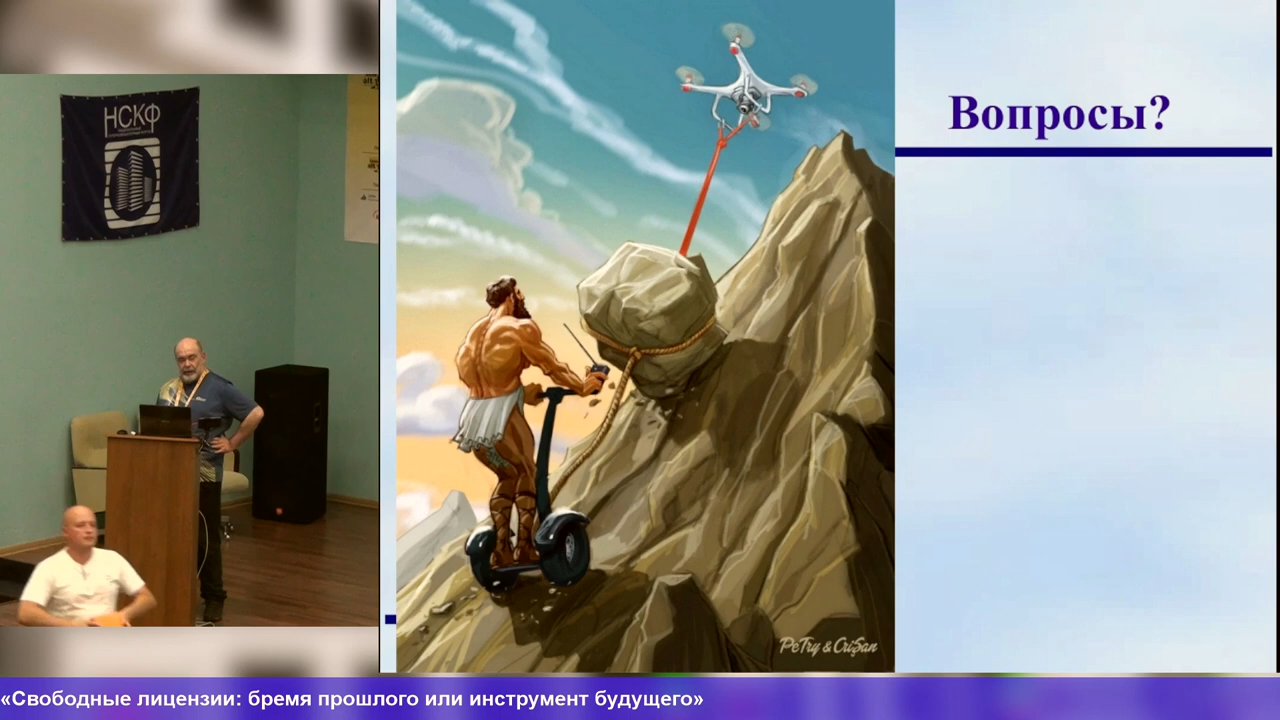 НСКФ
Вопросы?
PeTry & CriSan
«Свободные лицензии: бремя прошлого или инструмент будущего»